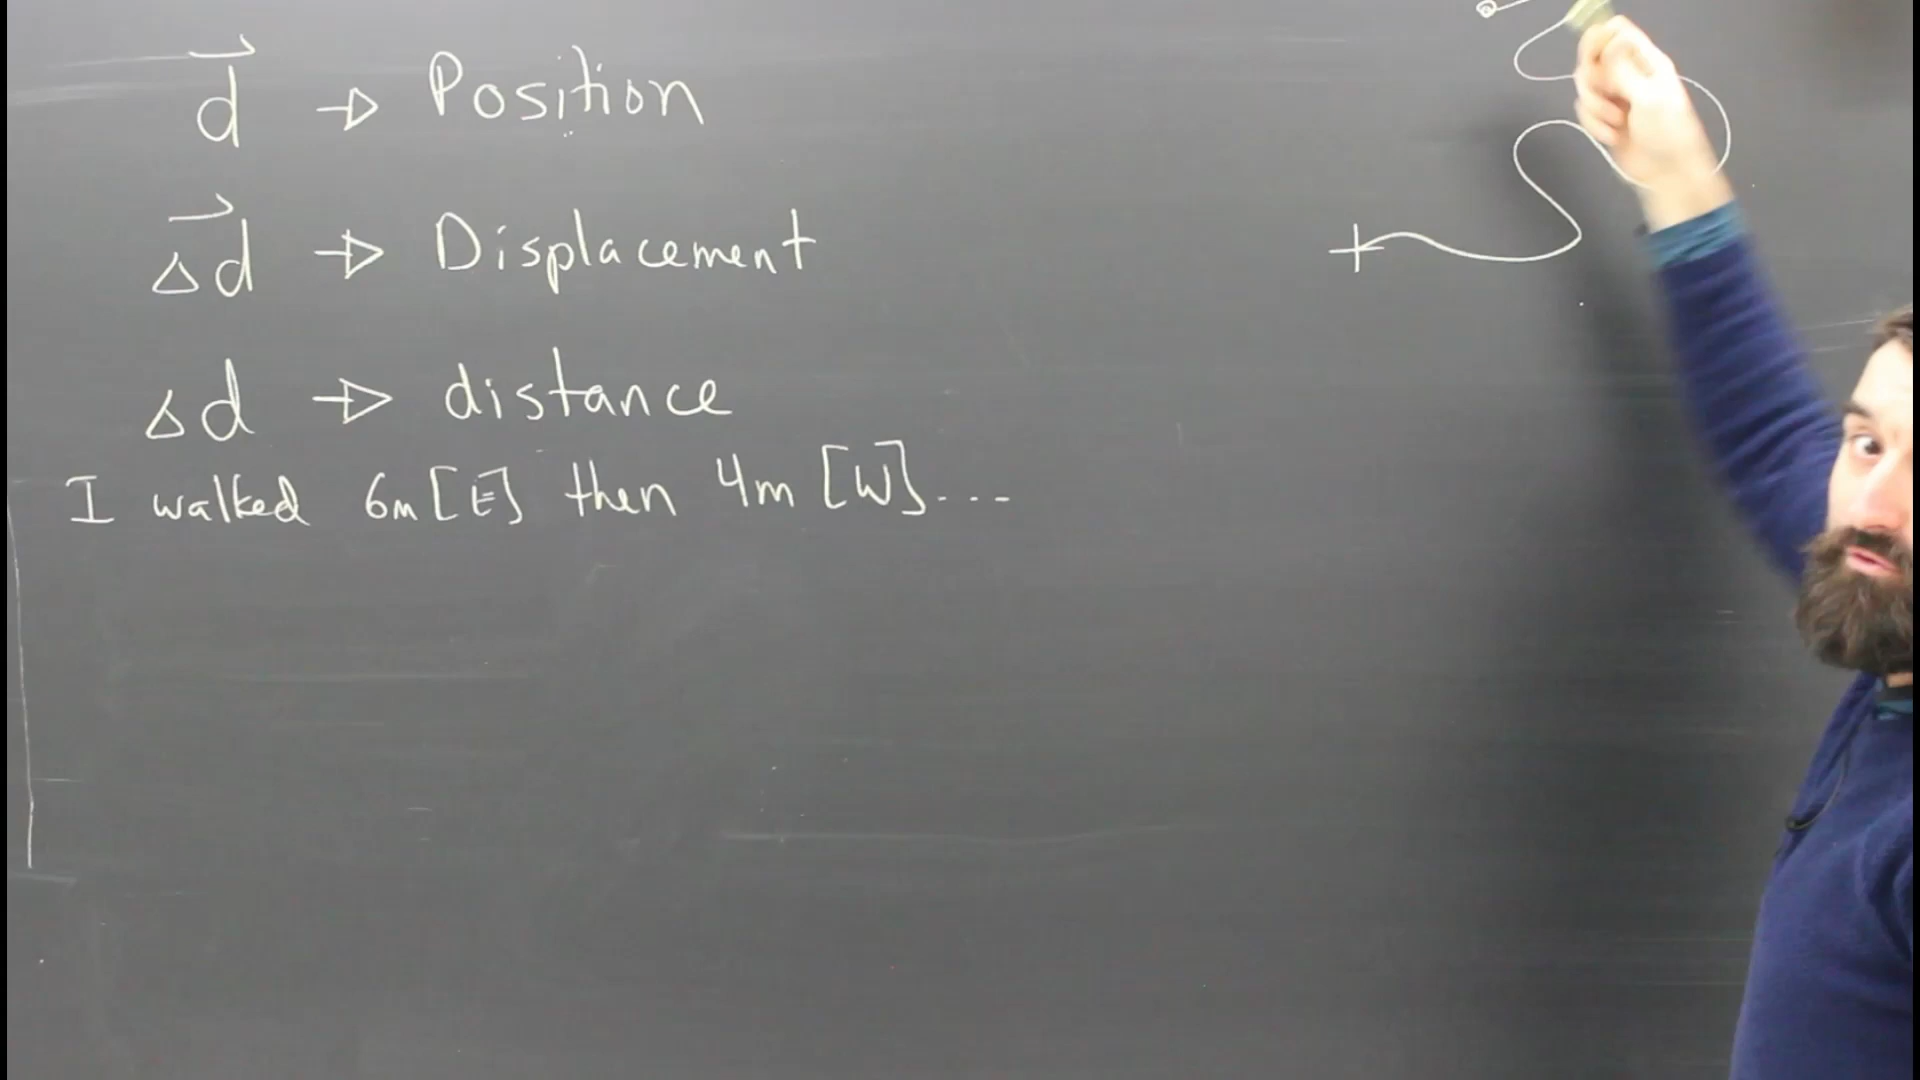 d⃗ → Position
Δd⃗ → Displacement
Δd → distance
I walked 6m [E] then 4m [W]....